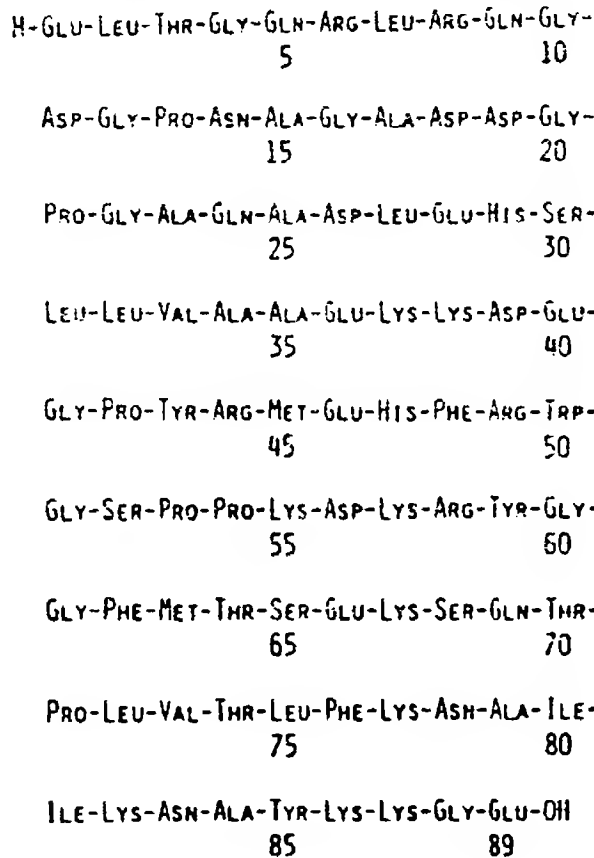 H-GLU-LEU-THR-GLY-GLN-ARG-LEU-ARG-GLN-GLY-
5 10
ASP-GLY-PRO-ASN-ALA-GLY-ALA-ASP-ASP-GLY-
15 20
PRO-GLY-ALA-GLN-ALA-ASP-LEU-GLU-HIS-SER-
25 30
LEU-LEU-VAL-ALA-ALA-GLU-LYS-LYS-ASP-GLU-
35 40
GLY-PRO-TYR-ARG-MET-GLU-HIS-PHE-ARG-TRP-
45 50
GLY-SER-PRO-PRO-LYS-ASP-LYS-ARG-TYR-GLY-
55 60
GLY-PHE-MET-THR-SER-GLU-LYS-SER-GLN-THR-
65 70
PRO-LEU-VAL-THR-LEU-PHE-LYS-ASN-ALA-ILE-
75 80
ILE-LYS-ASN-ALA-TYR-LYS-LYS-GLY-GLU-OH
85 89